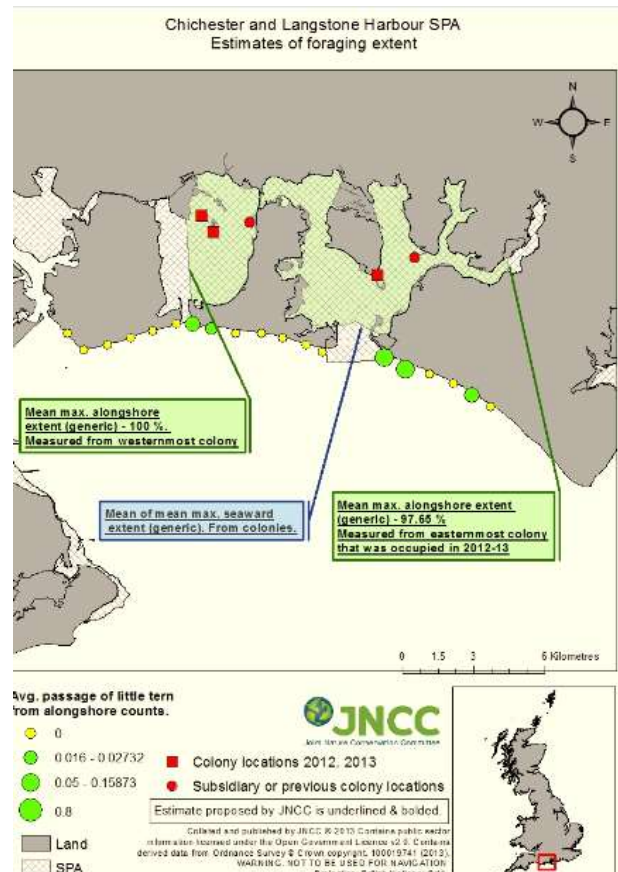 Chichester and Langstone Harbour SPA
Estimates of foraging extent
N
W
E
S
Mean max. alongshore
extent (generic) - 100 %.
Measured from westernmost colony
Mean of mean max. seaward
extent (generic). From colonies.
Mean max. alongshore extent
(generic) - 97.65 %
Measured from easternmost colony
that was occupied in 2012-13
0 1.5 3 6 Kilometres
Avg. passage of little tern
from alongshore counts.
0
0.016 - 0.02732
0.05 - 0.15873
0.8
Land
SPA
JNCC
Joint Nature Conservation Committee
Colony locations 2012, 2013
Subsidiary or previous colony locations
Estimate proposed by JNCC is underlined & bolded.
Collated and published by JNCC © 2013 Contains public sector
information licensed under the Open Government Licence v2.0. Contains
derived data from Ordnance Survey © Crown copyright. 100019741 (2013).
WARNING: NOT TO BE USED FOR NAVIGATION